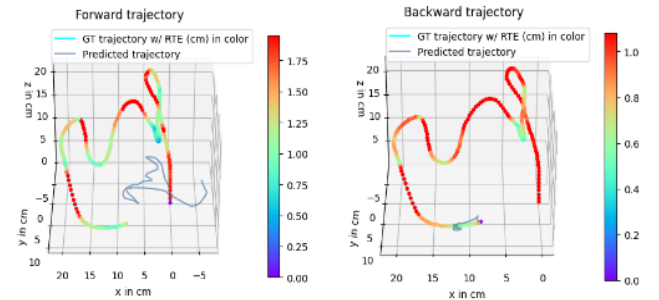 Forward trajectory
GT trajectory w/ RTE (cm) in color
Predicted trajectory
20
15
10
5
0
−5
z in cm
0
5
10
y in cm
20 15 10 5 0 −5
x in cm
1.75
1.50
1.25
1.00
0.75
0.50
0.25
0.00
Backward trajectory
GT trajectory w/ RTE (cm) in color
Predicted trajectory
20
15
10
5
0
−5
z in cm
0
5
10
y in cm
20 15 10 5 0
x in cm
1.0
0.8
0.6
0.4
0.2
0.0